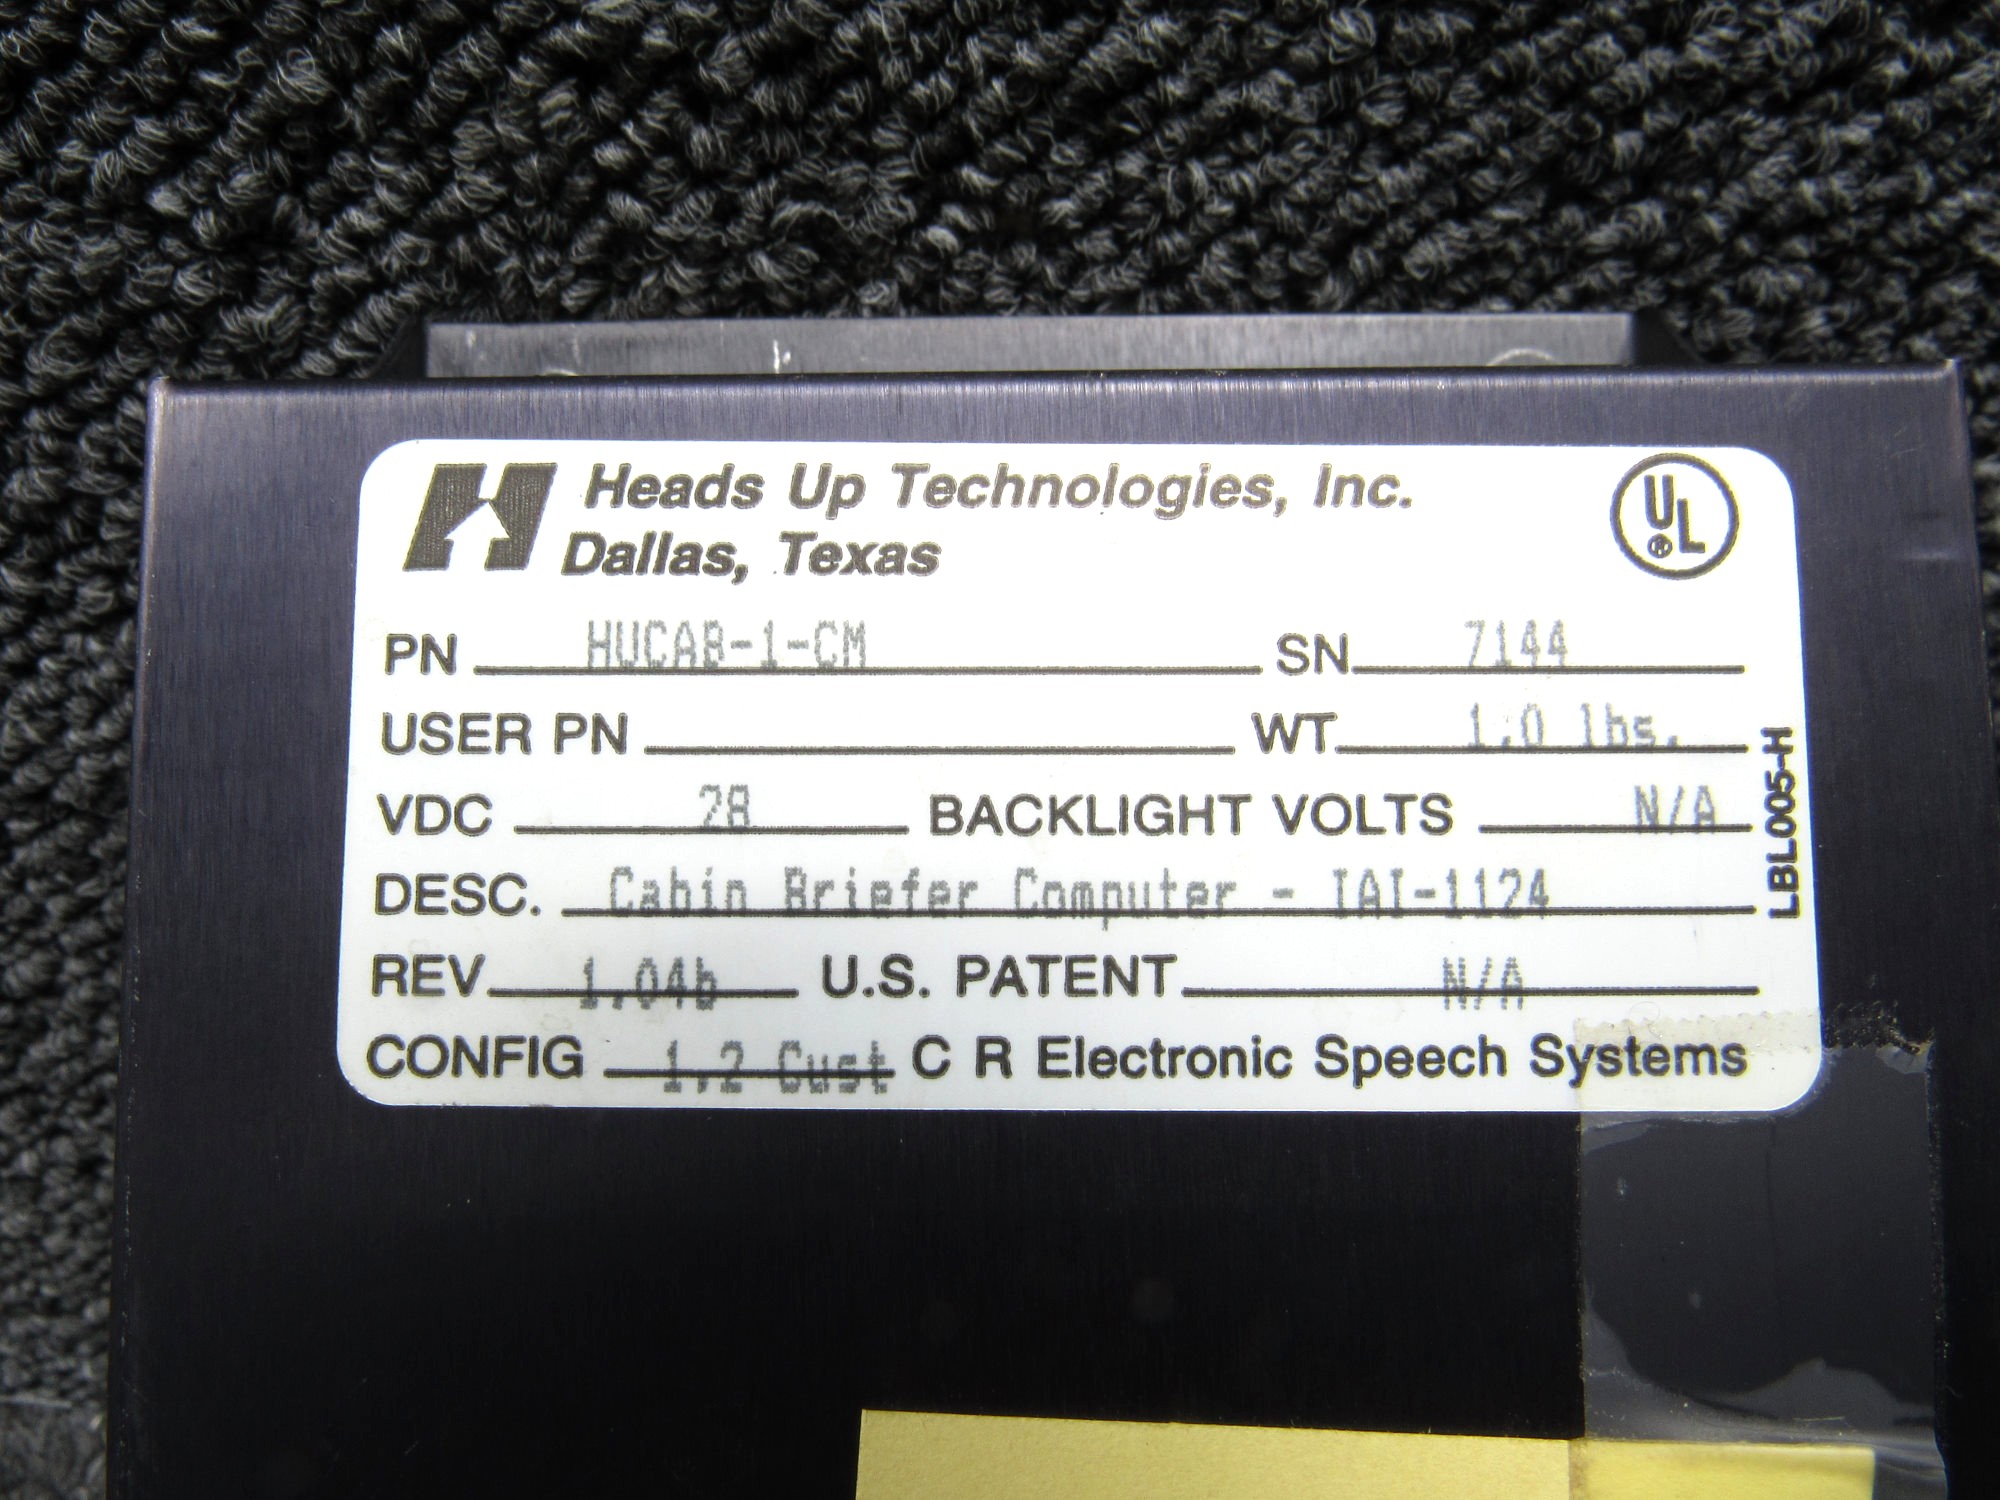 Heads Up Technologies, Inc.
Dallas, Texas
UL ®
PN HUCAB-1-CM SN 7144
USER PN WT 1.0 lbs.
VDC 28 BACKLIGHT VOLTS N/A
DESC. Cabin Briefer Computer - IAI-1124
REV 1.04b U.S. PATENT N/A
CONFIG 1.2 Cust C R Electronic Speech Systems
LBL005-H